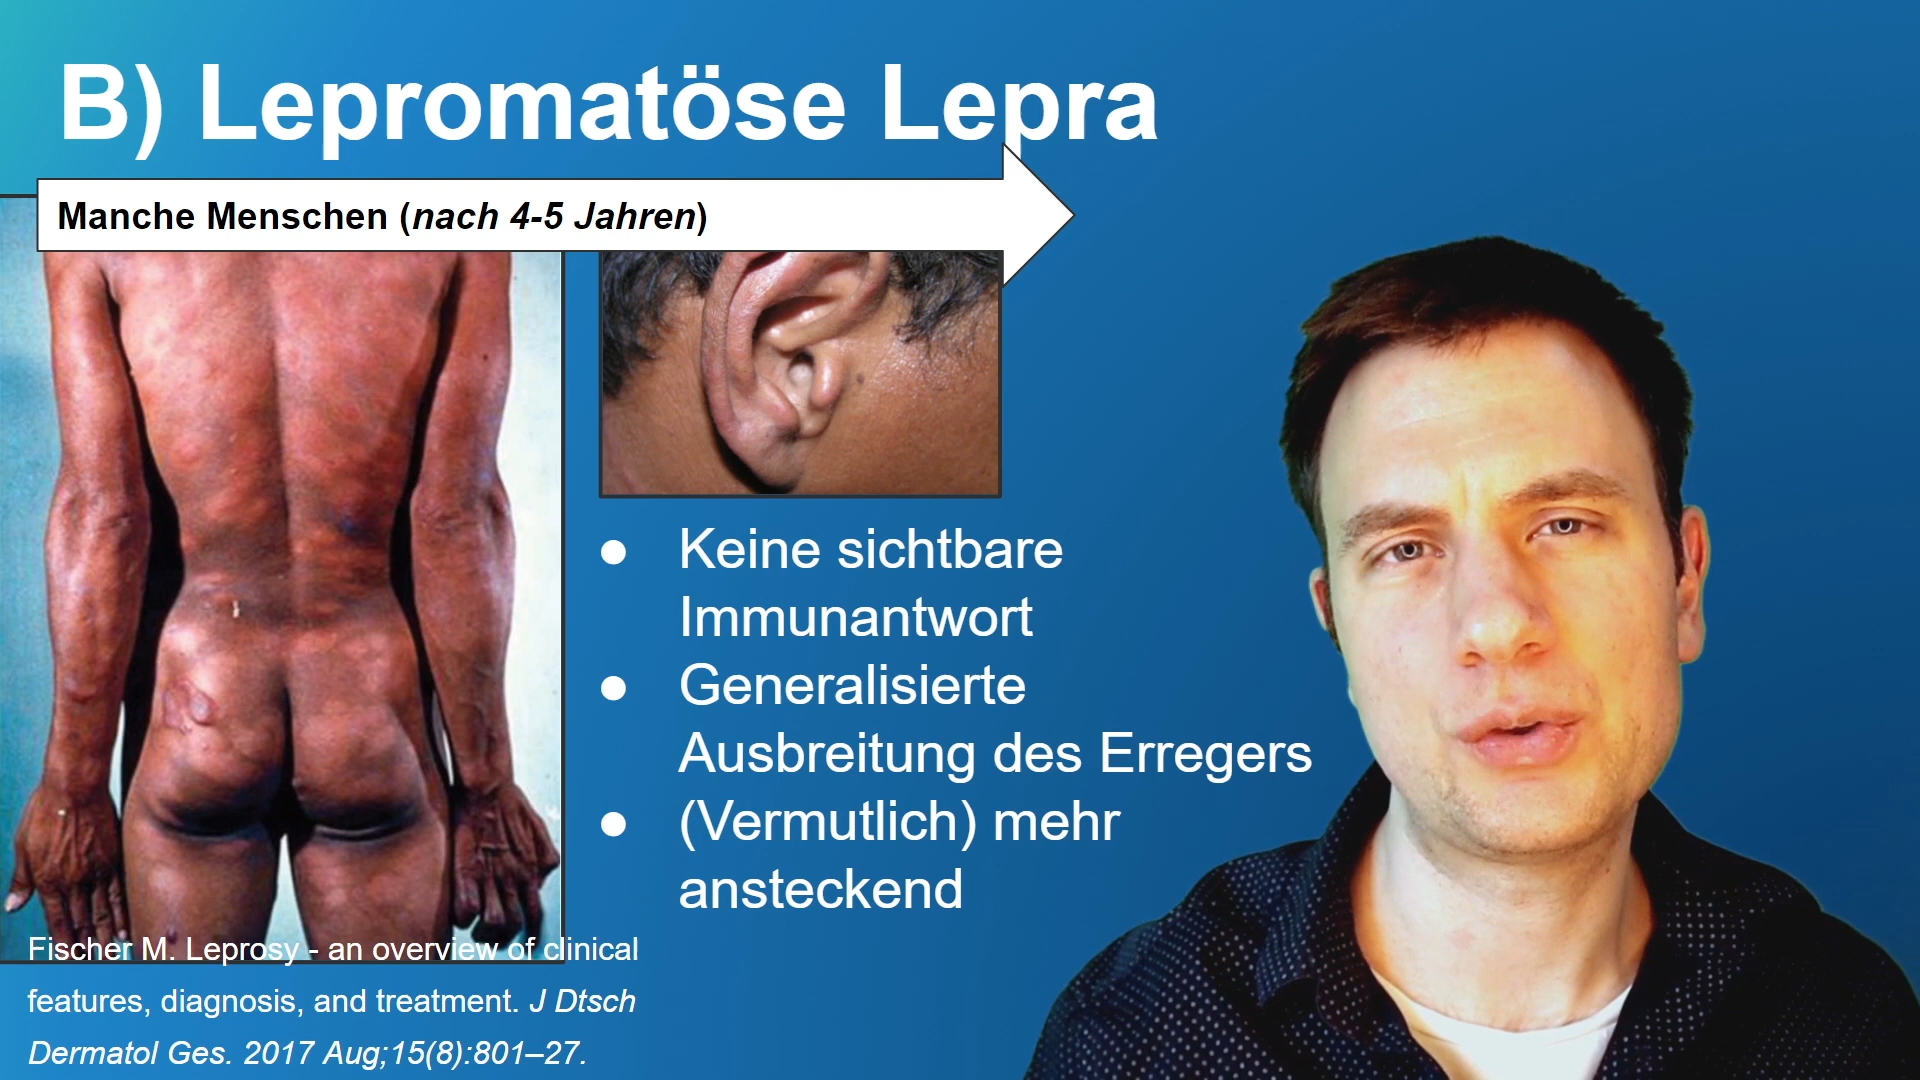 B) Lepromatöse Lepra
Manche Menschen (nach 4-5 Jahren)
● Keine sichtbare
Immunantwort
● Generalisierte
Ausbreitung des Erregers
● (Vermutlich) mehr
ansteckend
Fischer M. Leprosy - an overview of clinical
features, diagnosis, and treatment. J Dtsch
Dermatol Ges. 2017 Aug;15(8):801–27.